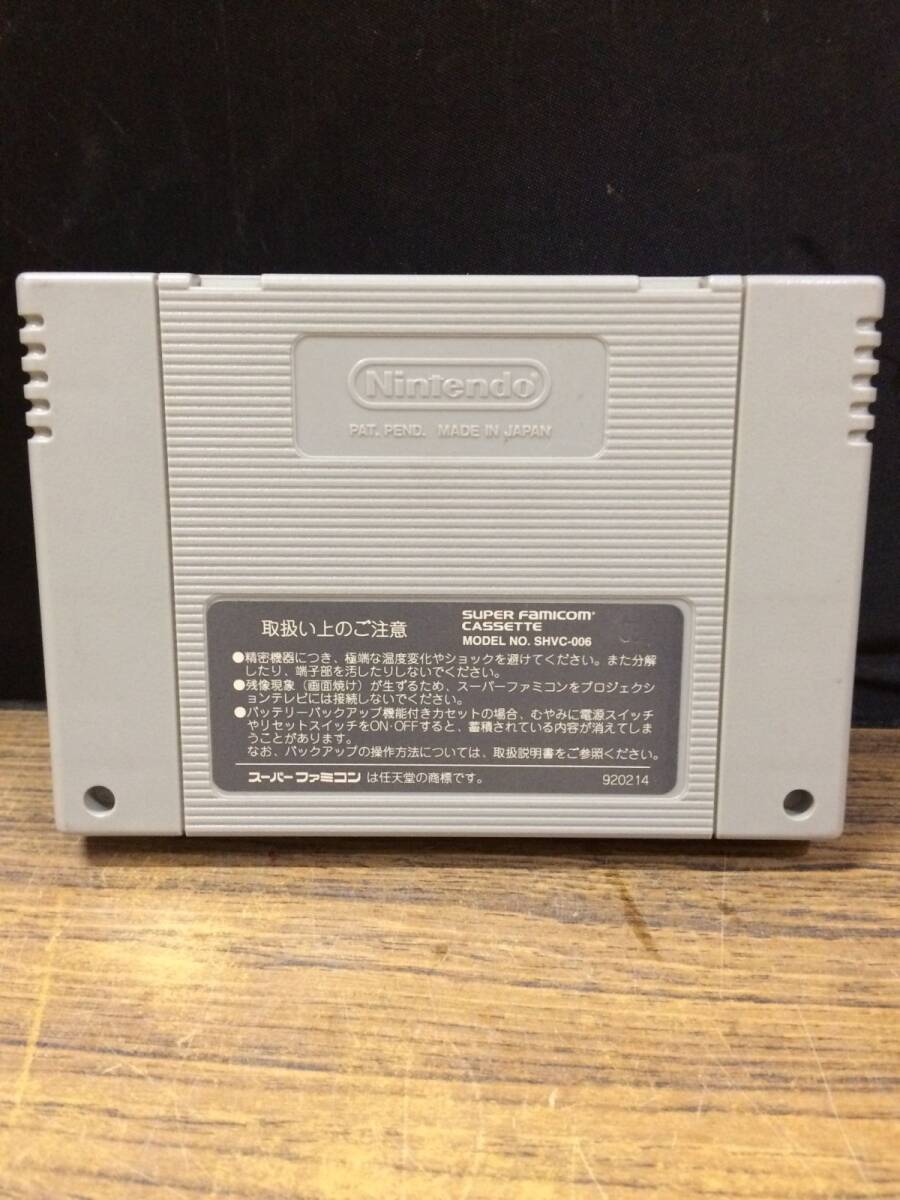 Nintendo®
PAT. PEND. MADE IN JAPAN
取扱い上のご注意
SUPER FAMICOM®
CASSETTE
MODEL NO. SHVC-006
●精密機器につき、極端な温度変化やショックを避けてください。また分解
したり、端子部を汚したりしないでください。
●残像現象（画面焼け）が生ずるため、スーパーファミコンをプロジェクシ
ョンテレビには接続しないでください。
●バッテリーバックアップ機能付きカセットの場合、むやみに電源スイッチ
やリセットスイッチをON・OFFすると、蓄積されている内容が消えてしま
うことがあります。
なお、バックアップの操作方法については、取扱説明書をご参照ください。
スーパーファミコン は任天堂の商標です。
920214